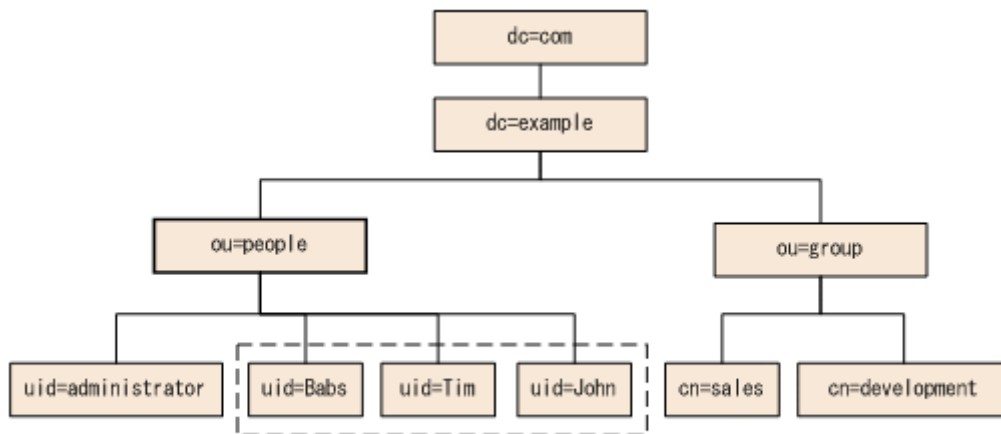 dc=com
dc=example
ou=people
ou=group
uid=administrator
uid=Babs
uid=Tim
uid=John
cn=sales
cn=development